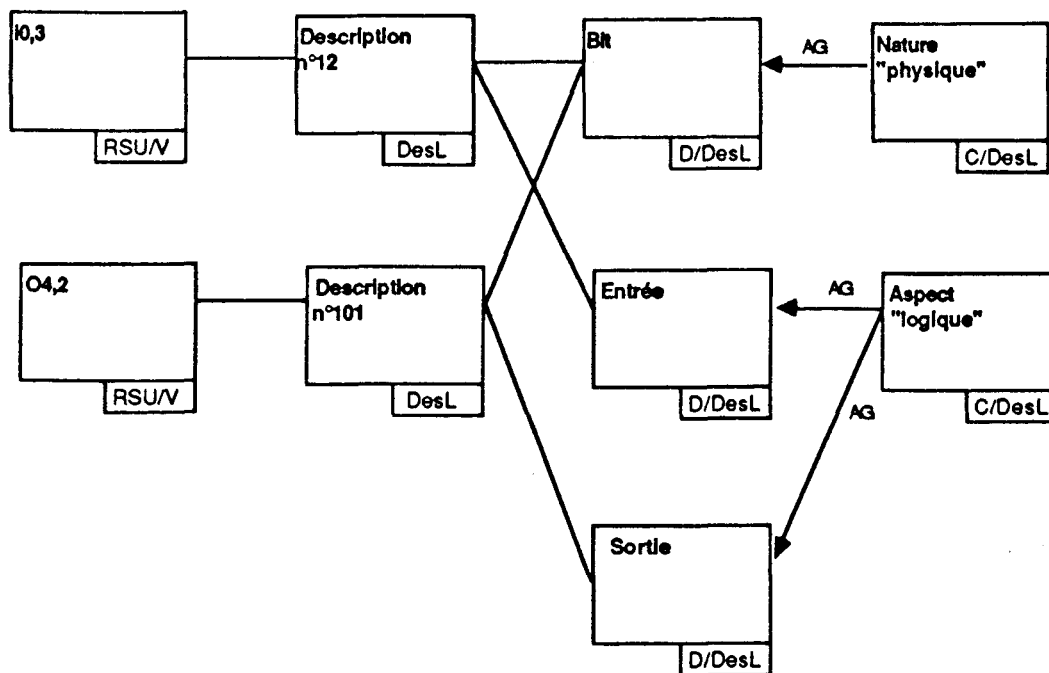 i0,3
RSU/V
Description
n°12
DesL
Bit
D/DesL
AG
Nature
"physique"
C/DesL
O4,2
RSU/V
Description
n°101
DesL
Entrée
D/DesL
AG
Aspect
"logique"
C/DesL
AG
Sortie
D/DesL